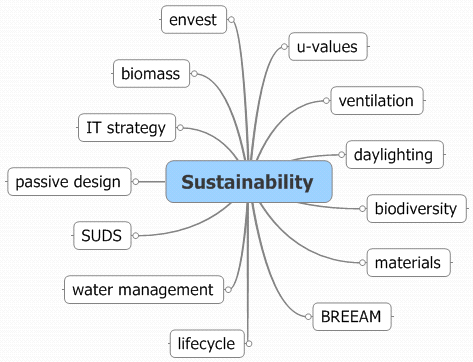 envest
u-values
biomass
ventilation
IT strategy
daylighting
passive design
Sustainability
biodiversity
SUDS
materials
water management
BREEAM
lifecycle